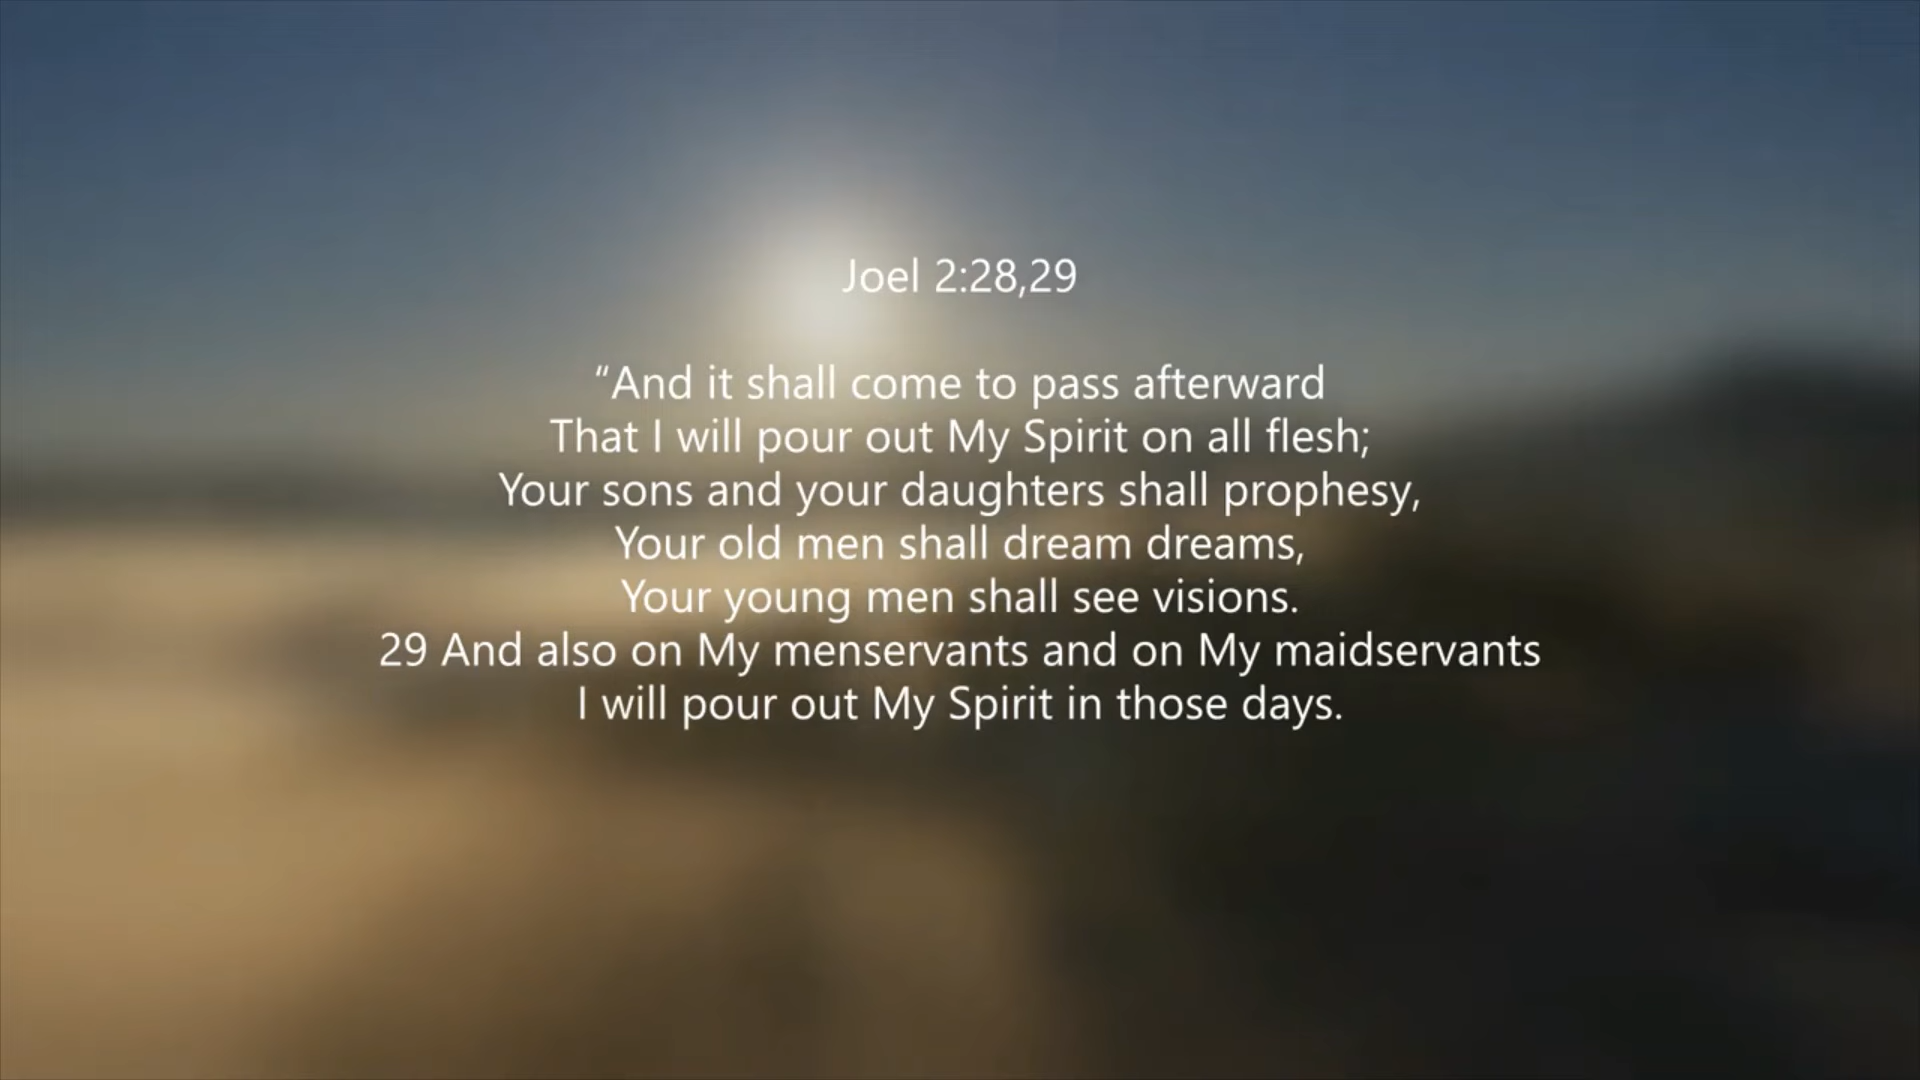 Joel 2:28,29
“And it shall come to pass afterward
That I will pour out My Spirit on all flesh;
Your sons and your daughters shall prophesy,
Your old men shall dream dreams,
Your young men shall see visions.
29 And also on My menservants and on My maidservants
I will pour out My Spirit in those days.